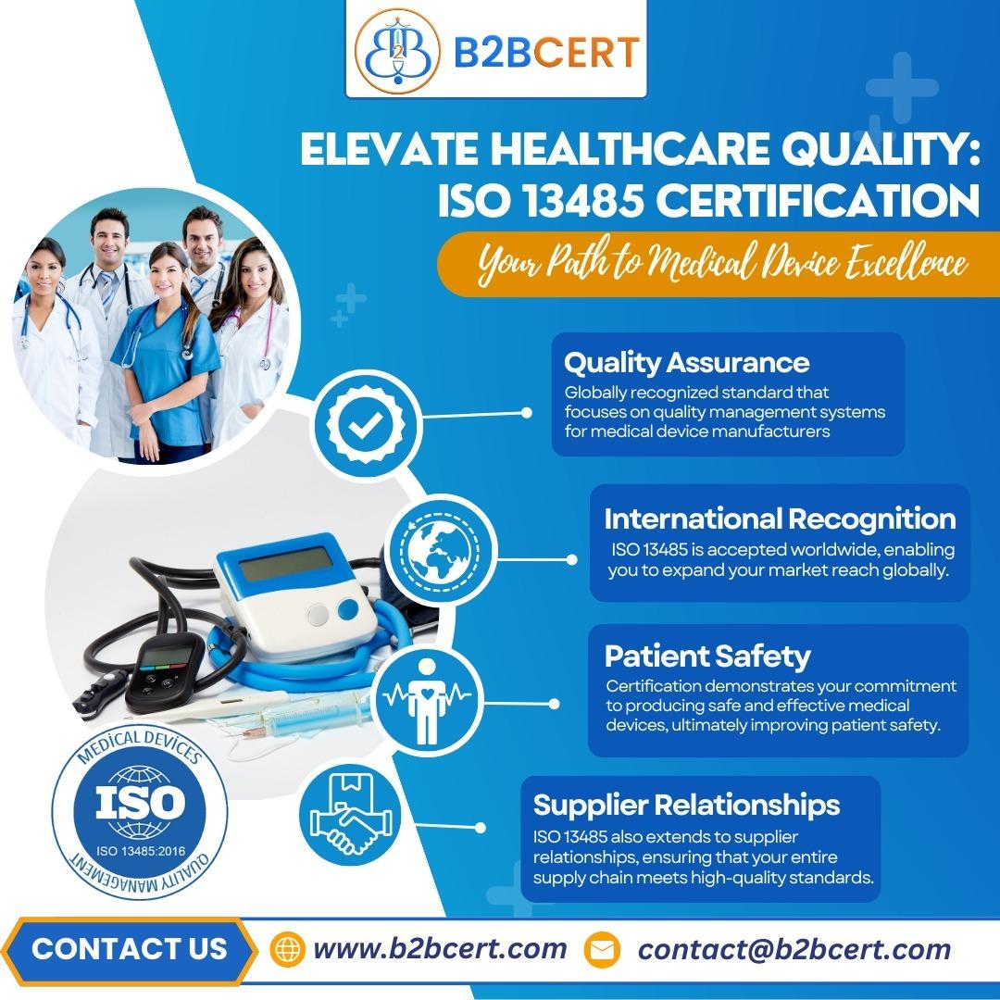 B2BCERT
ELEVATE HEALTHCARE QUALITY:
ISO 13485 CERTIFICATION
Your Path to Medical Device Excellence
Quality Assurance
Globally recognized standard that
focuses on quality management systems
for medical device manufacturers
International Recognition
ISO 13485 is accepted worldwide, enabling
you to expand your market reach globally.
Patient Safety
Certification demonstrates your commitment
to producing safe and effective medical
devices, ultimately improving patient safety.
Supplier Relationships
ISO 13485 also extends to supplier
relationships, ensuring that your entire
supply chain meets high-quality standards.
MEDİCAL DEVİCES
ISO
ISO 13485:2016
QUALITY MANAGEMENT
CONTACT US
www.b2bcert.com
contact@b2bcert.com